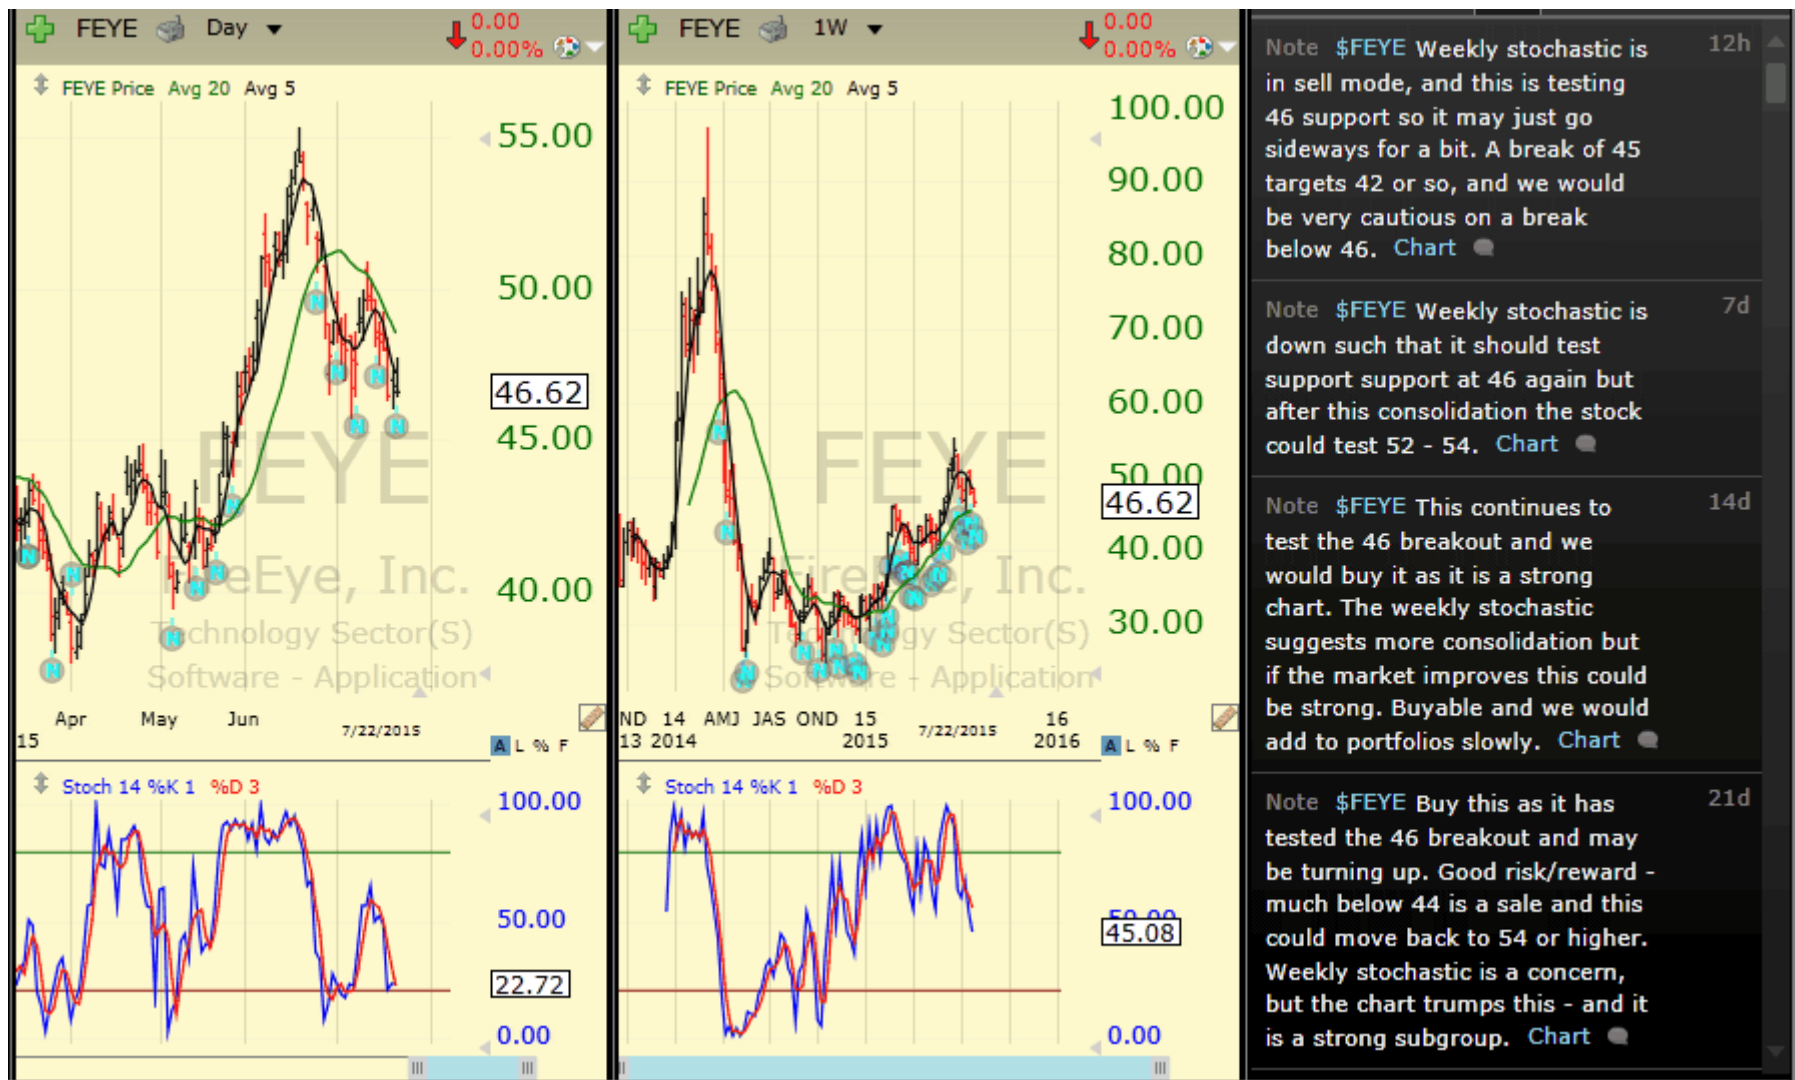 FEYE Day
0.00
0.00%
FEYE Price Avg 20 Avg 5
55.00
50.00
46.62
45.00
40.00
FEYE
FireEye, Inc.
Technology Sector(S)
Software - Application
Apr May Jun 7/22/2015
15
A L % F
Stoch 14 %K 1 %D 3
100.00
50.00
22.72
0.00
FEYE 1W
0.00
0.00%
FEYE Price Avg 20 Avg 5
100.00
90.00
80.00
70.00
60.00
50.00
46.62
40.00
30.00
FEYE
FireEye, Inc.
Technology Sector(S)
Software - Application
ND 14 AMJ JAS OND 15 7/22/2015 16
13 2014 2015 2016
A L % F
Stoch 14 %K 1 %D 3
100.00
50.00
45.08
0.00
Note $FEYE Weekly stochastic is 12h
in sell mode, and this is testing
46 support so it may just go
sideways for a bit. A break of 45
targets 42 or so, and we would
be very cautious on a break
below 46. Chart
Note $FEYE Weekly stochastic is 7d
down such that it should test
support support at 46 again but
after this consolidation the stock
could test 52 - 54. Chart
Note $FEYE This continues to 14d
test the 46 breakout and we
would buy it as it is a strong
chart. The weekly stochastic
suggests more consolidation but
if the market improves this could
be strong. Buyable and we would
add to portfolios slowly. Chart
Note $FEYE Buy this as it has 21d
tested the 46 breakout and may
be turning up. Good risk/reward -
much below 44 is a sale and this
could move back to 54 or higher.
Weekly stochastic is a concern,
but the chart trumps this - and it
is a strong subgroup. Chart